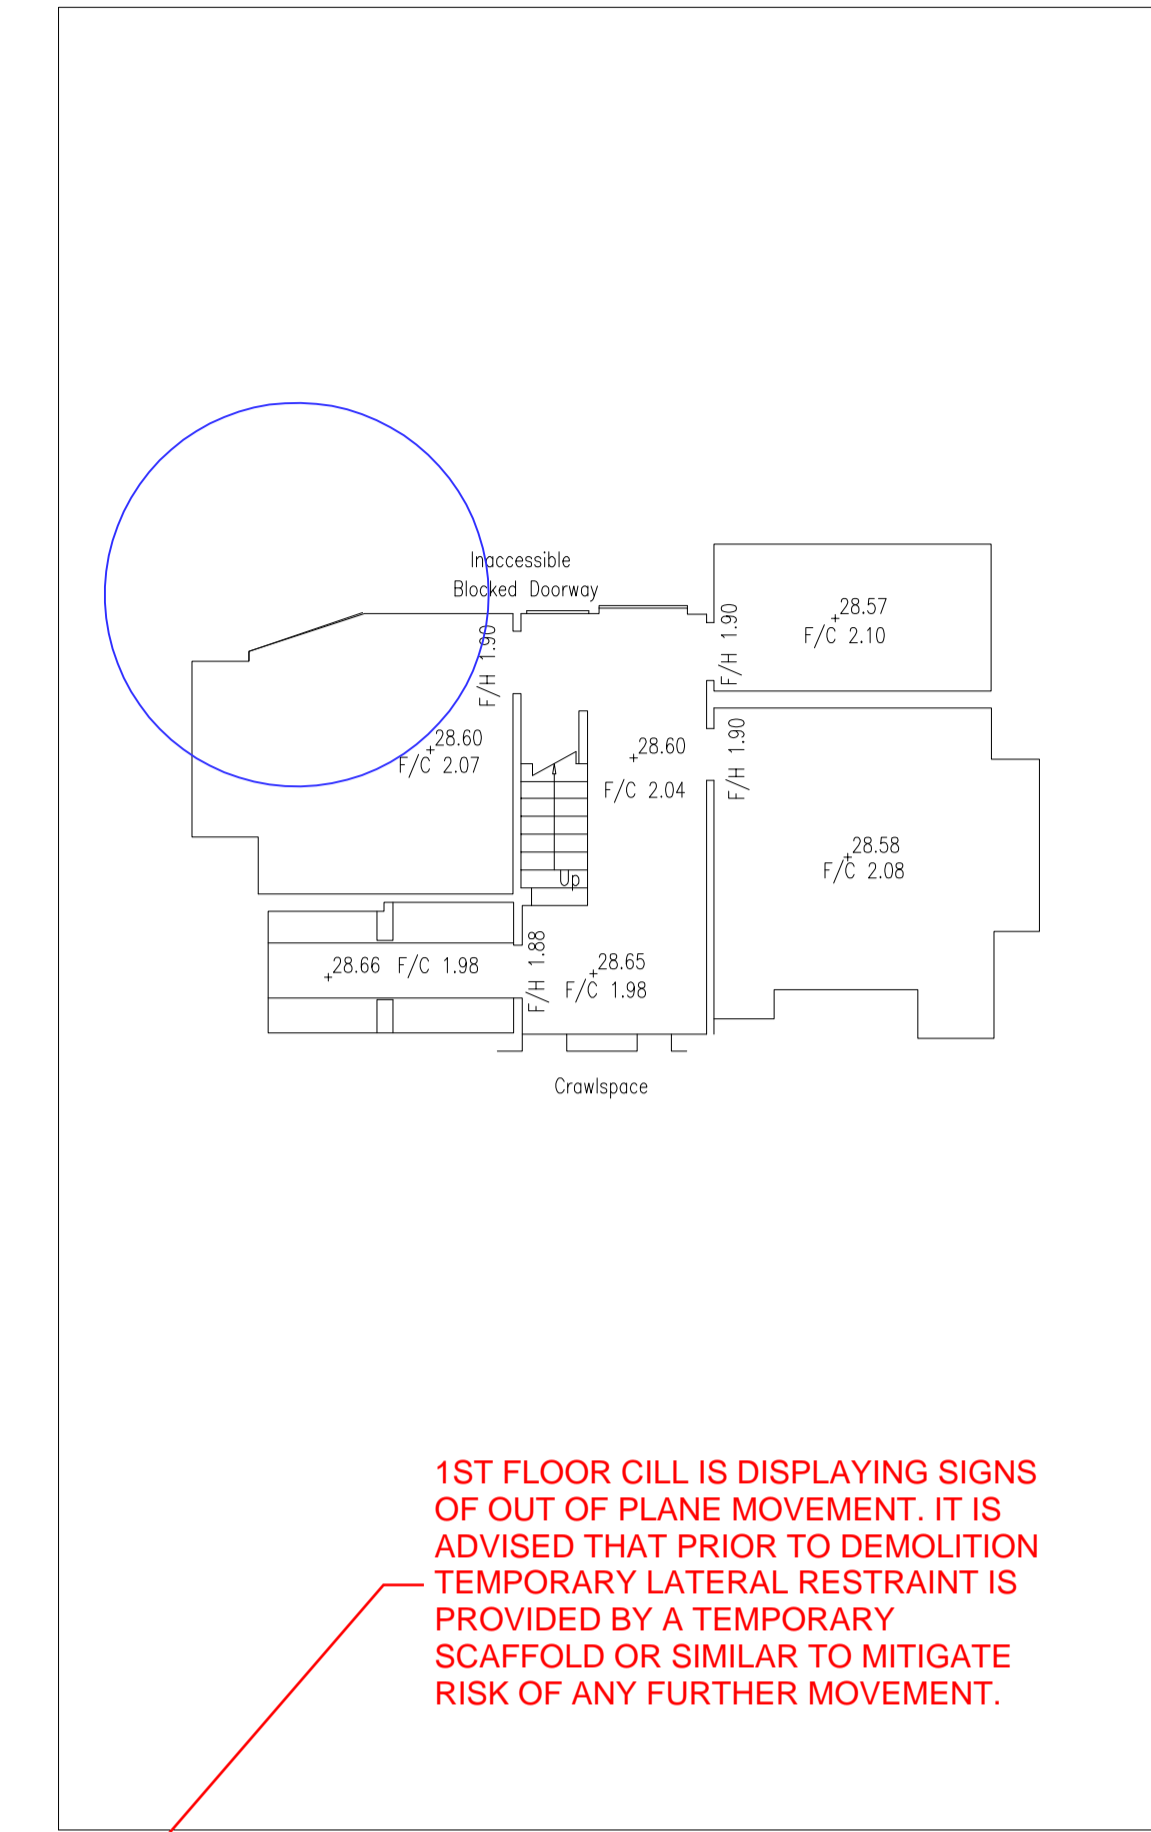 Inaccessible
Blocked Doorway
F/H 1.90
F/H 1.90
28.57
F/C 2.10
28.60
F/C 2.07
28.60
F/C 2.04
F/H 1.90
28.58
F/C 2.08
Up
28.66 F/C 1.98
F/H 1.88
28.65
F/C 1.98
Crawlspace
1ST FLOOR CILL IS DISPLAYING SIGNS
OF OUT OF PLANE MOVEMENT. IT IS
ADVISED THAT PRIOR TO DEMOLITION
TEMPORARY LATERAL RESTRAINT IS
PROVIDED BY A TEMPORARY
SCAFFOLD OR SIMILAR TO MITIGATE
RISK OF ANY FURTHER MOVEMENT.